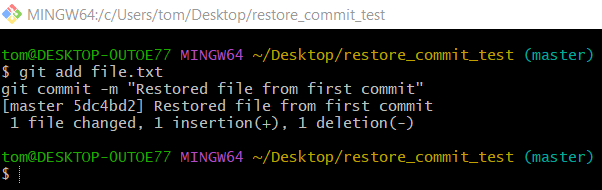 MINGW64:/c/Users/tom/Desktop/restore_commit_test
tom@DESKTOP-OUTOE77 MINGW64 ~/Desktop/restore_commit_test (master)
$ git add file.txt
git commit -m "Restored file from first commit"
[master 5dc4bd2] Restored file from first commit
 1 file changed, 1 insertion(+), 1 deletion(-)
tom@DESKTOP-OUTOE77 MINGW64 ~/Desktop/restore_commit_test (master)
$